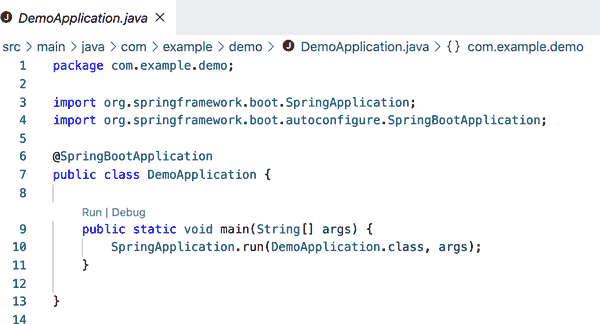 DemoApplication.java ×
src > main > java > com > example > demo > J DemoApplication.java > {} com.example.demo
1 package com.example.demo;
2
3 import org.springframework.boot.SpringApplication;
4 import org.springframework.boot.autoconfigure.SpringBootApplication;
5
6 @SpringBootApplication
7 public class DemoApplication {
8
Run | Debug
9 public static void main(String[] args) {
10 SpringApplication.run(DemoApplication.class, args);
11 }
12
13 }
14